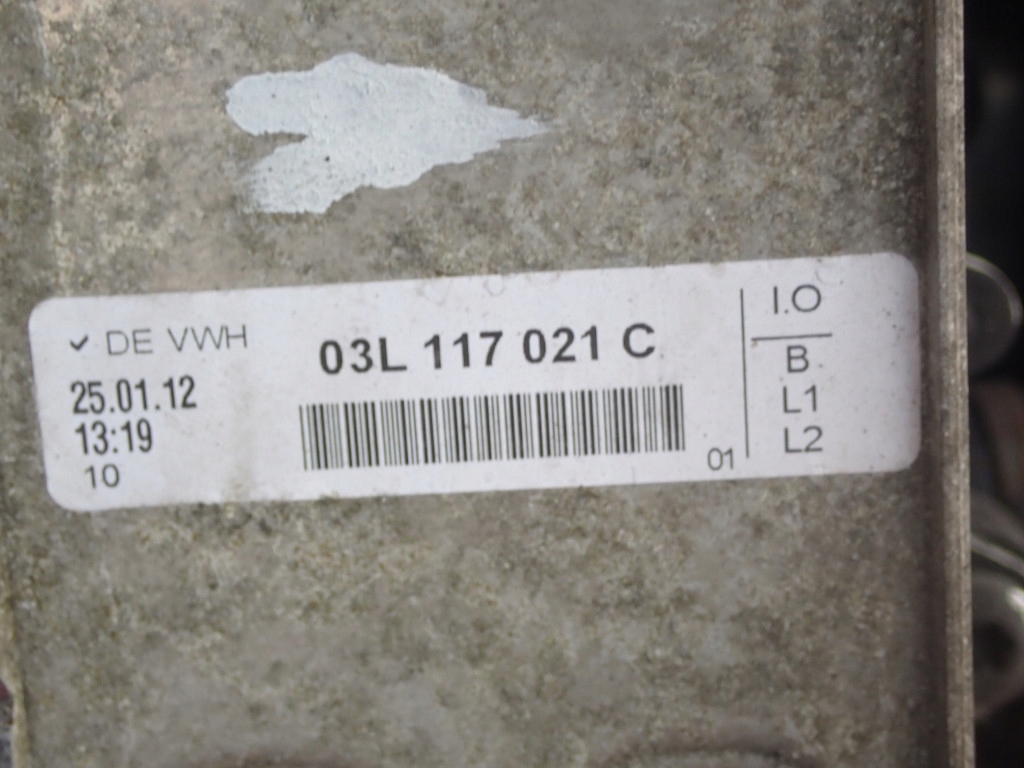 ✓ DE VWH
25.01.12
13:19
10
03L 117 021 C
01
I.O
B
L1
L2